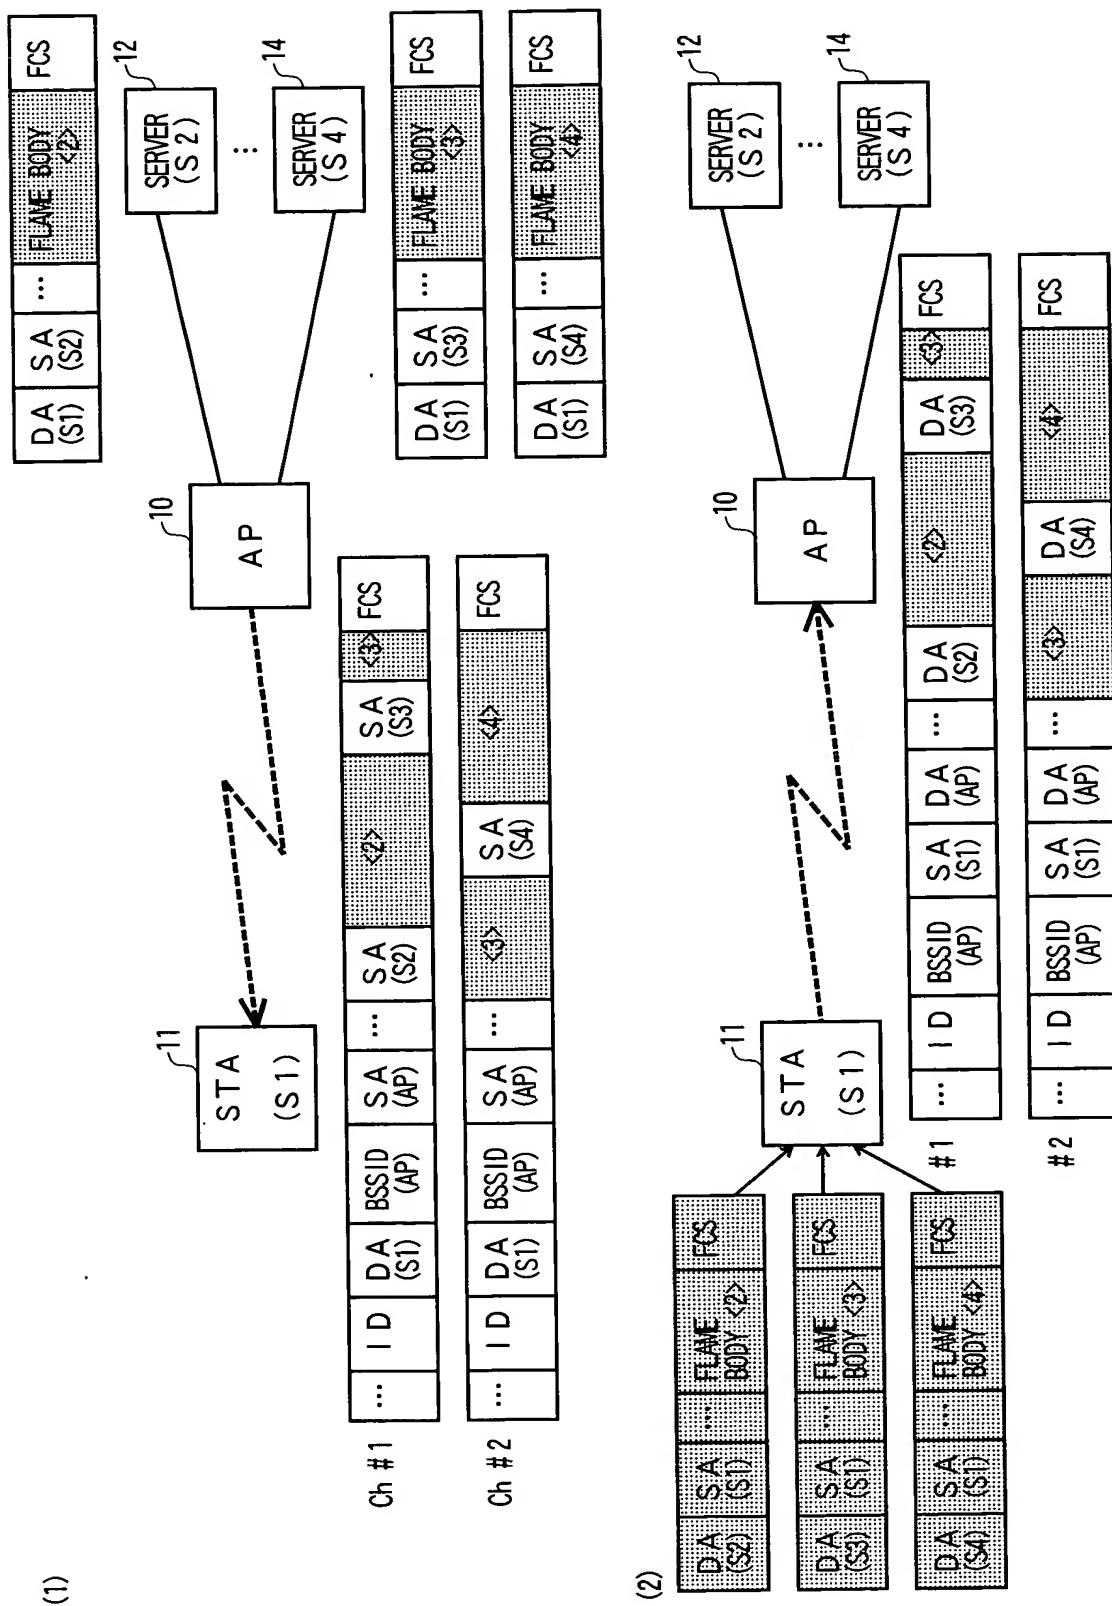 (1)
DA (S1) SA (S2) ... FLAME BODY <2> FCS
SERVER (S2) 12
⋮
SERVER (S4) 14
AP 10
STA (S1) 11
DA (S1) SA (S3) ... FLAME BODY <3> FCS
DA (S1) SA (S4) ... FLAME BODY <4> FCS
Ch #1 ... ID DA (S1) BSSID (AP) SA (AP) ... SA (S2) <2> SA (S3) <3> FCS
Ch #2 ... ID DA (S1) BSSID (AP) SA (AP) ... <3> SA (S4) <4> FCS
(2)
DA (S2) SA (S1) ... FLAME BODY <2> FCS
DA (S3) SA (S1) ... FLAME BODY <3> FCS
DA (S4) SA (S1) ... FLAME BODY <4> FCS
STA (S1) 11
AP 10
SERVER (S2) 12
⋮
SERVER (S4) 14
#1 ... ID BSSID (AP) SA (S1) DA (AP) ... DA (S2) <2> DA (S3) <3> FCS
#2 ... ID BSSID (AP) SA (S1) DA (AP) ... <3> DA (S4) <4> FCS